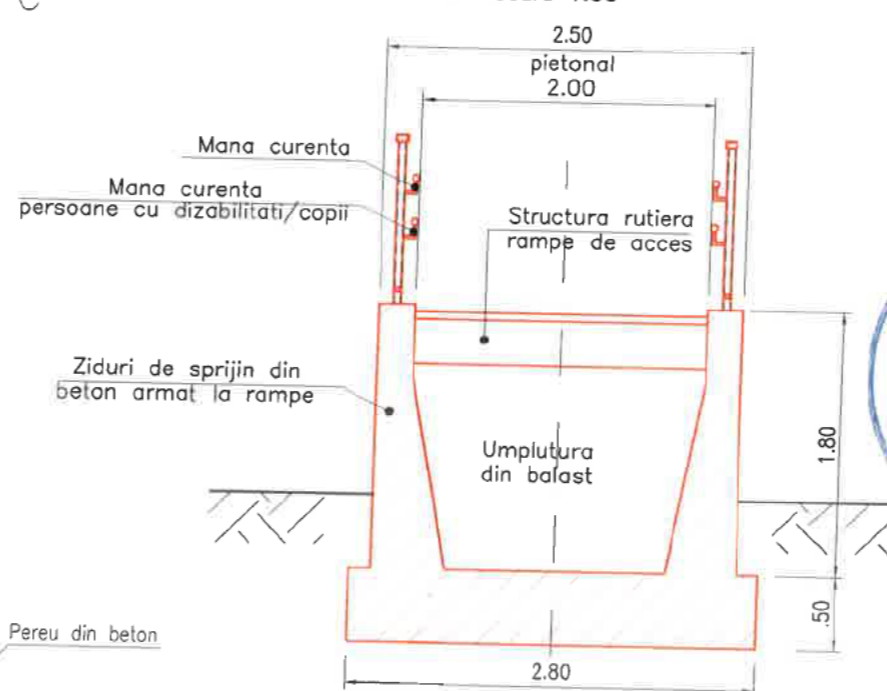 2.50
pietonal
2.00
Mana curenta
Mana curenta
persoane cu dizabilitati/copii
Structura rutiera
rampe de acces
Ziduri de sprijin din
beton armat la rampe
Umplutura
din balast
1.80
.50
Pereu din beton
2.80